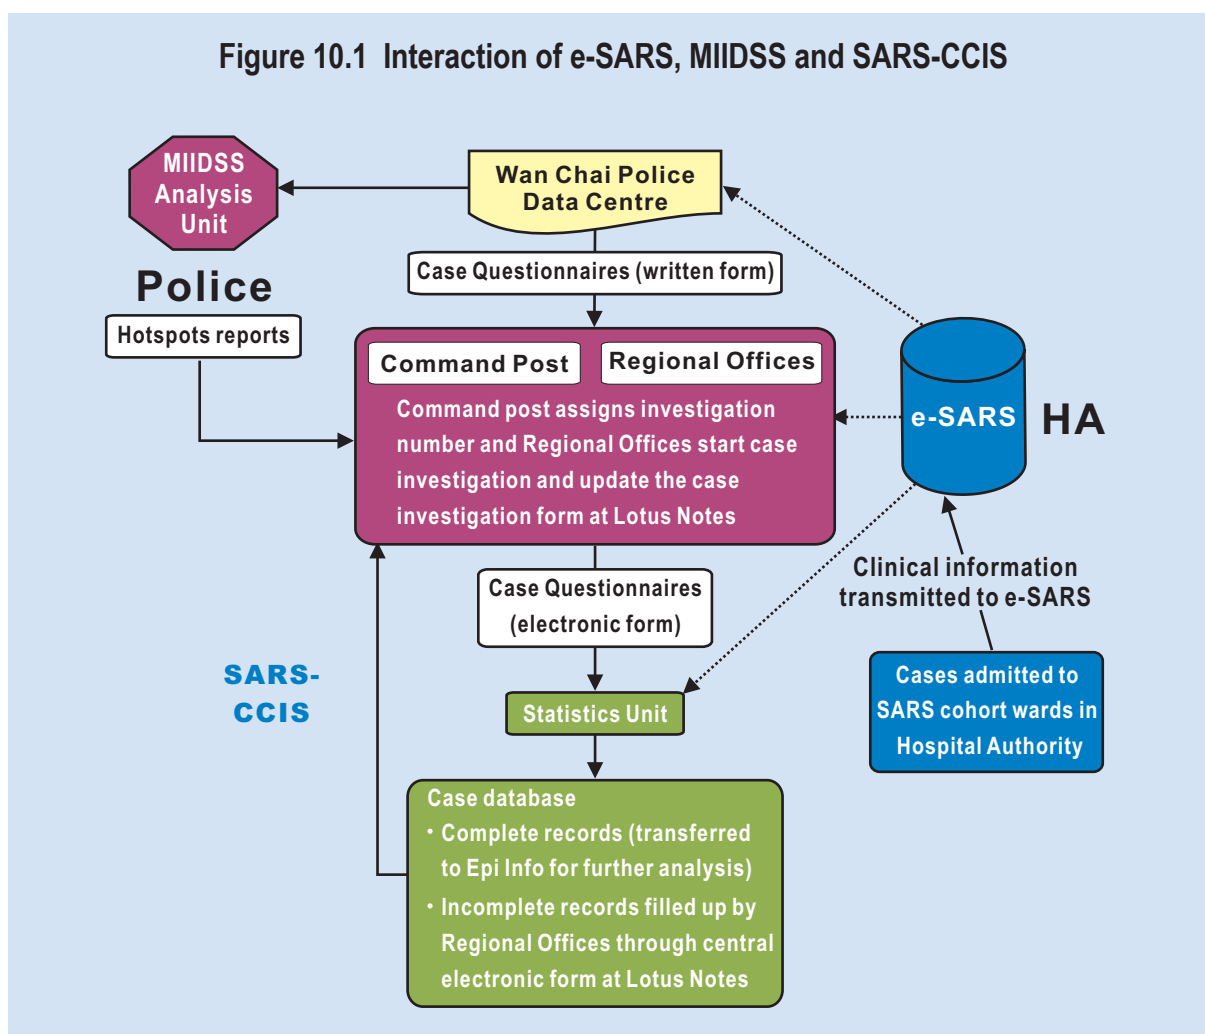 Figure 10.1 Interaction of e-SARS, MIIDSS and SARS-CCIS
MIIDSS
Analysis
Unit
Wan Chai Police
Data Centre
Police
Case Questionnaires (written form)
Hotspots reports
Command Post
Regional Offices
Command post assigns investigation
number and Regional Offices start case
investigation and update the case
investigation form at Lotus Notes
e-SARS
HA
Clinical information
transmitted to e-SARS
Case Questionnaires
(electronic form)
SARS-
CCIS
Cases admitted to
SARS cohort wards in
Hospital Authority
Statistics Unit
Case database
· Complete records (transferred
to Epi Info for further analysis)
· Incomplete records filled up by
Regional Offices through central
electronic form at Lotus Notes